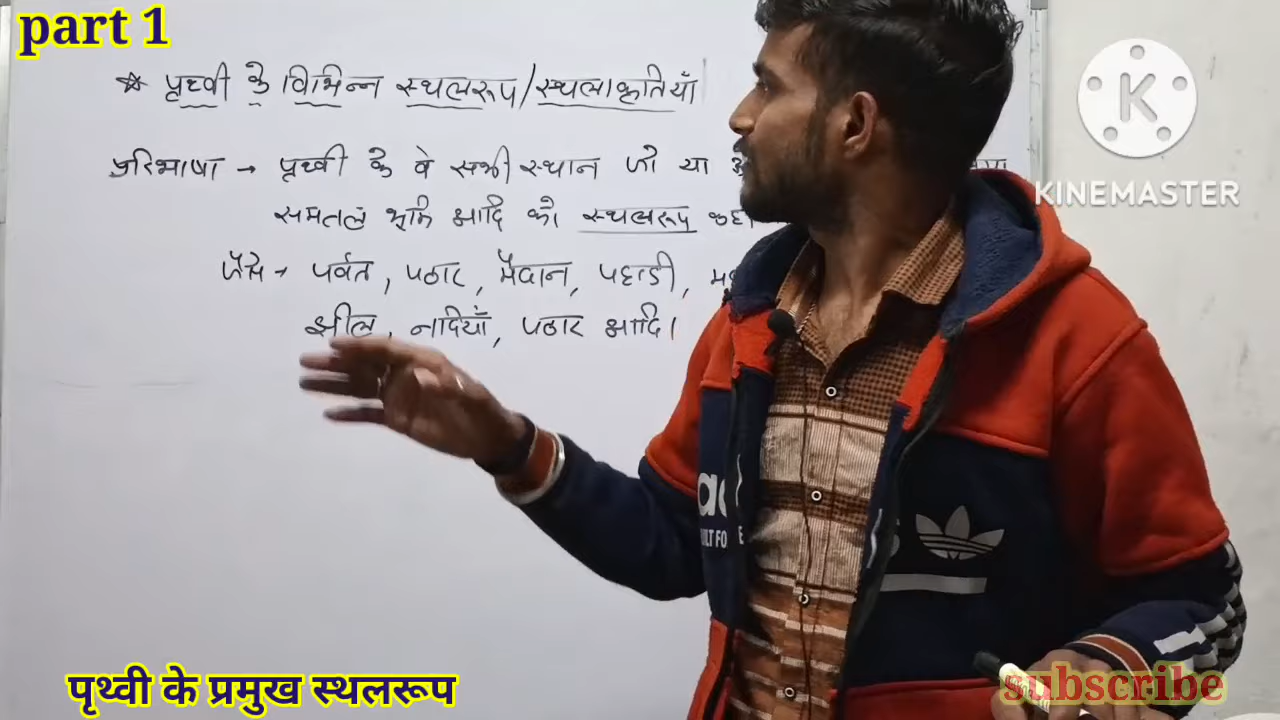 part 1
☆ पृथ्वी के विभिन्न स्थलरूप/स्थलाकृतियाँ
परिभाषा → पृथ्वी के वे सभी स्थान जो या
समतल भूमि आदि को स्थलरूप कहा
जैसे → पर्वत, पठार, मैदान, पहाडी,
झील, नदियाँ, पठार आदि।
K
KINEMASTER
पृथ्वी के प्रमुख स्थलरूप
subscribe